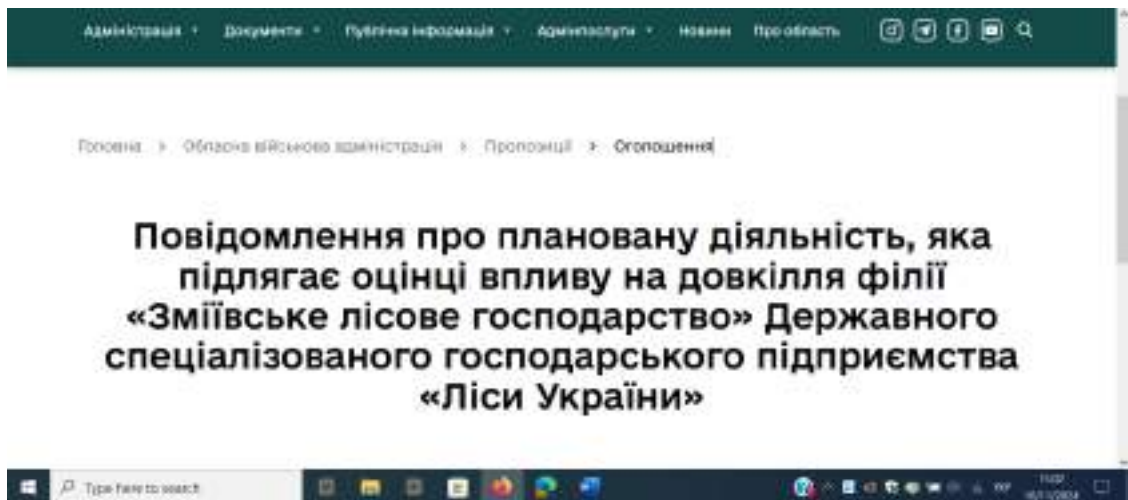 Адміністрація Документи Публічна інформація Адмінпослуги Новини Про область
Головна > Обласна військова адміністрація > Пропозиції > Оголошення
Повідомлення про плановану діяльність, яка
підлягає оцінці впливу на довкілля філії
«Зміївське лісове господарство» Державного
спеціалізованого господарського підприємства
«Ліси України»
Type here to search